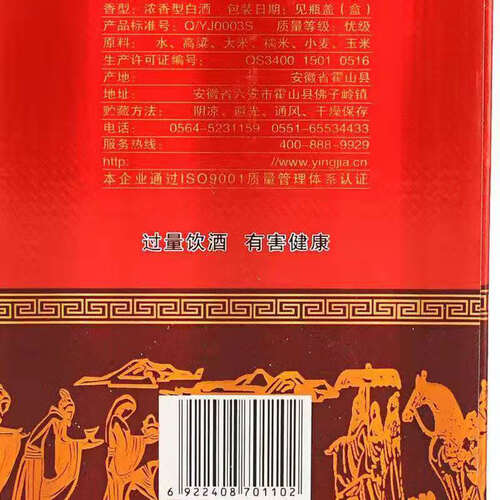 香型：浓香型白酒 包装日期：见瓶盖（盒）
产品标准号：Q/YJ0003S 质量等级：优级
原料： 水、高粱、大米、糯米、小麦、玉米
生产许可证编号： QS3400 1501 0516
产地： 安徽省霍山县
地址： 安徽省六安市霍山县佛子岭镇
贮藏方法： 阴凉、避光、通风、干燥保存
电话： 0564-5231159 0551-65534433
服务热线： 400-888-9929
http: //www.yingjia.cn
本企业通过ISO9001质量管理体系认证
过量饮酒 有害健康
6 922408 701102